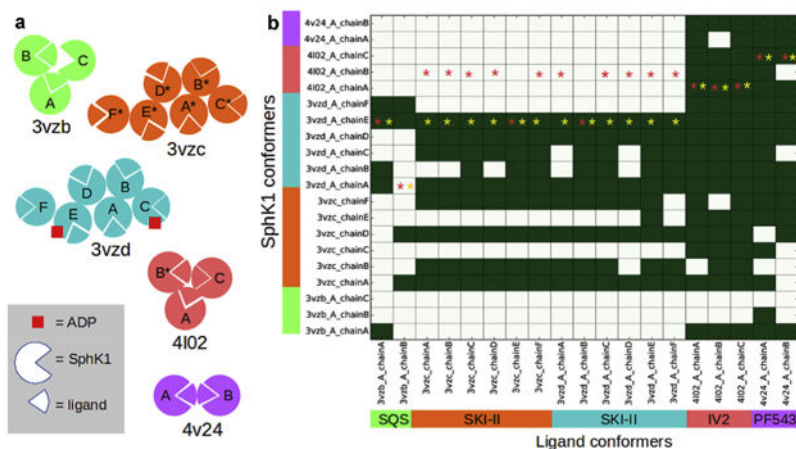 a
B
C
A
3vzb
D*
B*
F*
E*
A*
C*
3vzc
D
B
F
E
A
C
3vzd
B*
C
A
4l02
A
B
4v24
= ADP
= SphK1
= ligand
b
SphK1 conformers
4v24_A_chainB
4v24_A_chainA
4l02_A_chainC
4l02_A_chainB
4l02_A_chainA
3vzd_A_chainF
3vzd_A_chainE
3vzd_A_chainD
3vzd_A_chainC
3vzd_A_chainB
3vzd_A_chainA
3vzc_chainF
3vzc_chainE
3vzc_chainD
3vzc_chainC
3vzc_chainB
3vzc_chainA
3vzb_A_chainC
3vzb_A_chainB
3vzb_A_chainA
3vzb_A_chainA
3vzb_A_chainB
3vzc_chainA
3vzc_chainB
3vzc_chainC
3vzc_chainD
3vzc_chainE
3vzc_chainF
3vzd_A_chainA
3vzd_A_chainB
3vzd_A_chainC
3vzd_A_chainD
3vzd_A_chainE
3vzd_A_chainF
4l02_A_chainA
4l02_A_chainB
4l02_A_chainC
4v24_A_chainA
4v24_A_chainB
SQS SKI-II SKI-II IV2 PF543
Ligand conformers